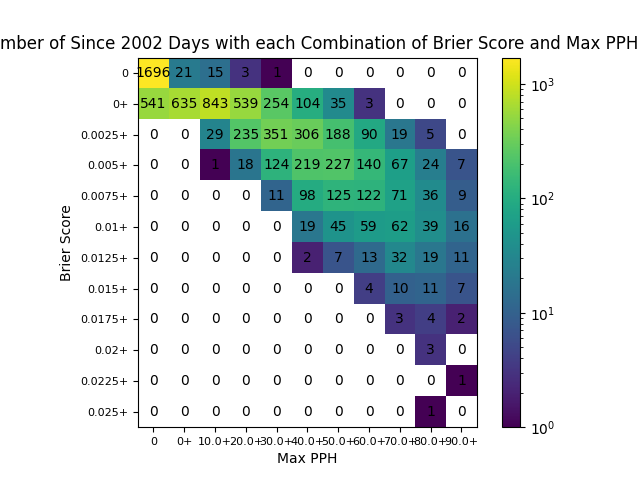 mber of Since 2002 Days with each Combination of Brier Score and Max PPH
0 1696 21 15 3 1 0 0 0 0 0 0
0+ 541 635 843 539 254 104 35 3 0 0 0
0.0025+ 0 0 29 235 351 306 188 90 19 5 0
0.005+ 0 0 1 18 124 219 227 140 67 24 7
0.0075+ 0 0 0 0 11 98 125 122 71 36 9
0.01+ 0 0 0 0 0 19 45 59 62 39 16
0.0125+ 0 0 0 0 0 2 7 13 32 19 11
0.015+ 0 0 0 0 0 0 0 4 10 11 7
0.0175+ 0 0 0 0 0 0 0 0 3 4 2
0.02+ 0 0 0 0 0 0 0 0 0 3 0
0.0225+ 0 0 0 0 0 0 0 0 0 0 1
0.025+ 0 0 0 0 0 0 0 0 0 1 0
0 0+ 10.0+ 20.0+ 30.0+ 40.0+ 50.0+ 60.0+ 70.0+ 80.0+ 90.0+
Max PPH
Brier Score
10³
10²
10¹
10⁰